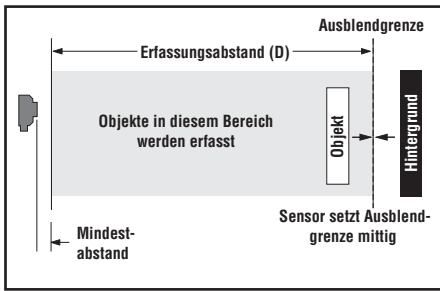 Ausblendgrenze
Erfassungsabstand (D)
Objekte in diesem Bereich
werden erfasst
Objekt
Hintergrund
Mindest-
abstand
Sensor setzt Ausblend-
grenze mittig